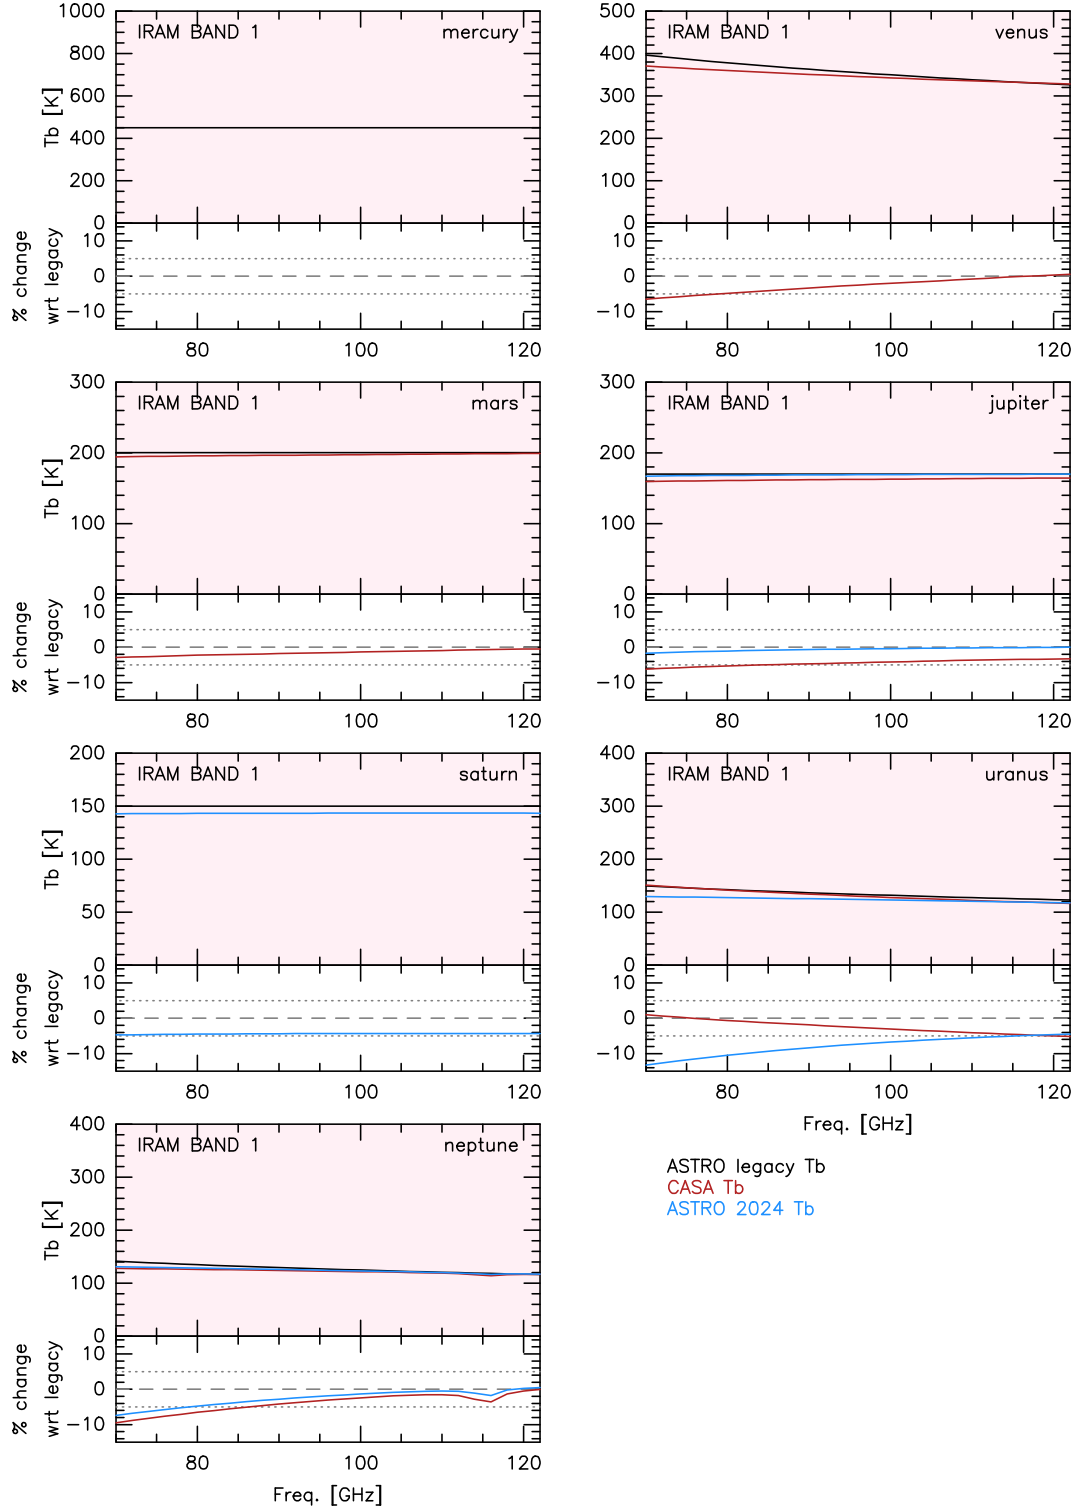 IRAM BAND 1 mercury
1000
800
600
400
200
0
Tb [K]
10
0
−10
% change
wrt legacy
80 100 120
IRAM BAND 1 venus
500
400
300
200
100
0
10
0
−10
80 100 120
IRAM BAND 1 mars
300
200
100
0
Tb [K]
10
0
−10
% change
wrt legacy
80 100 120
IRAM BAND 1 jupiter
300
200
100
0
10
0
−10
80 100 120
IRAM BAND 1 saturn
200
150
100
50
0
Tb [K]
10
0
−10
% change
wrt legacy
80 100 120
IRAM BAND 1 uranus
400
300
200
100
0
10
0
−10
80 100 120
Freq. [GHz]
IRAM BAND 1 neptune
400
300
200
100
0
Tb [K]
10
0
−10
% change
wrt legacy
80 100 120
Freq. [GHz]
ASTRO legacy Tb
CASA Tb
ASTRO 2024 Tb